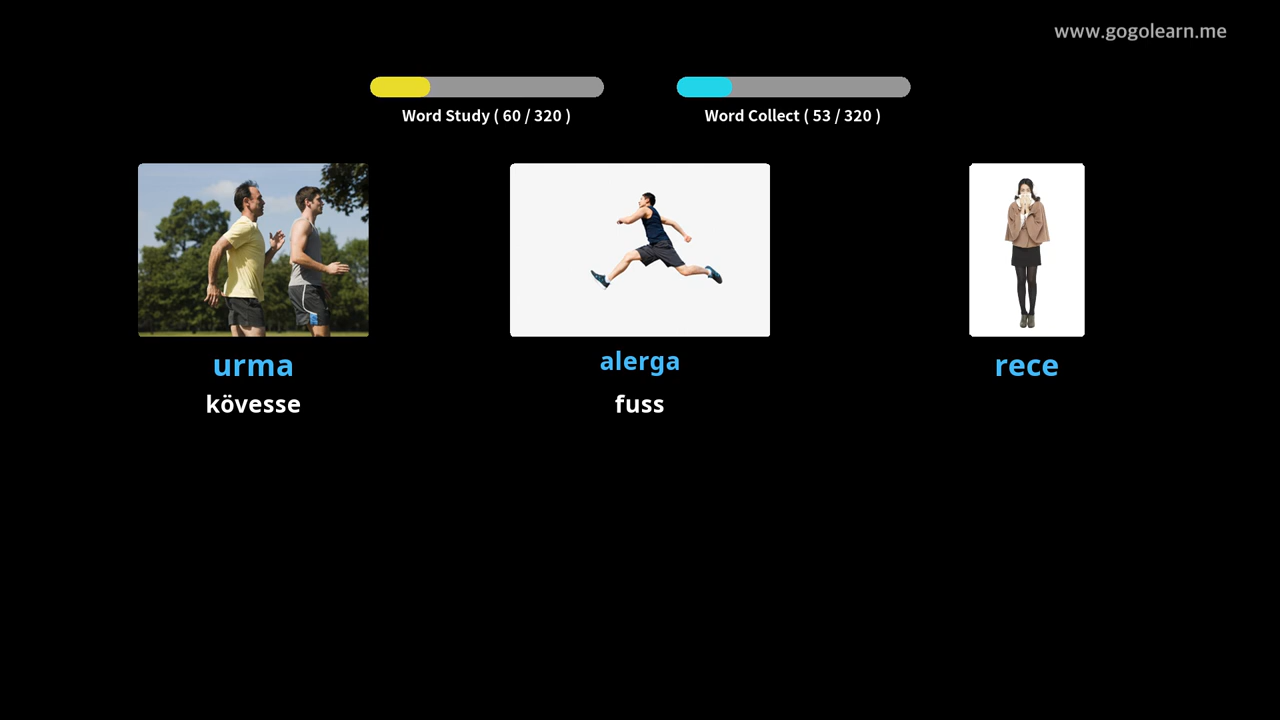 www.gogolearn.me
Word Study ( 60 / 320 )
Word Collect ( 53 / 320 )
urma
kövesse
alerga
fuss
rece